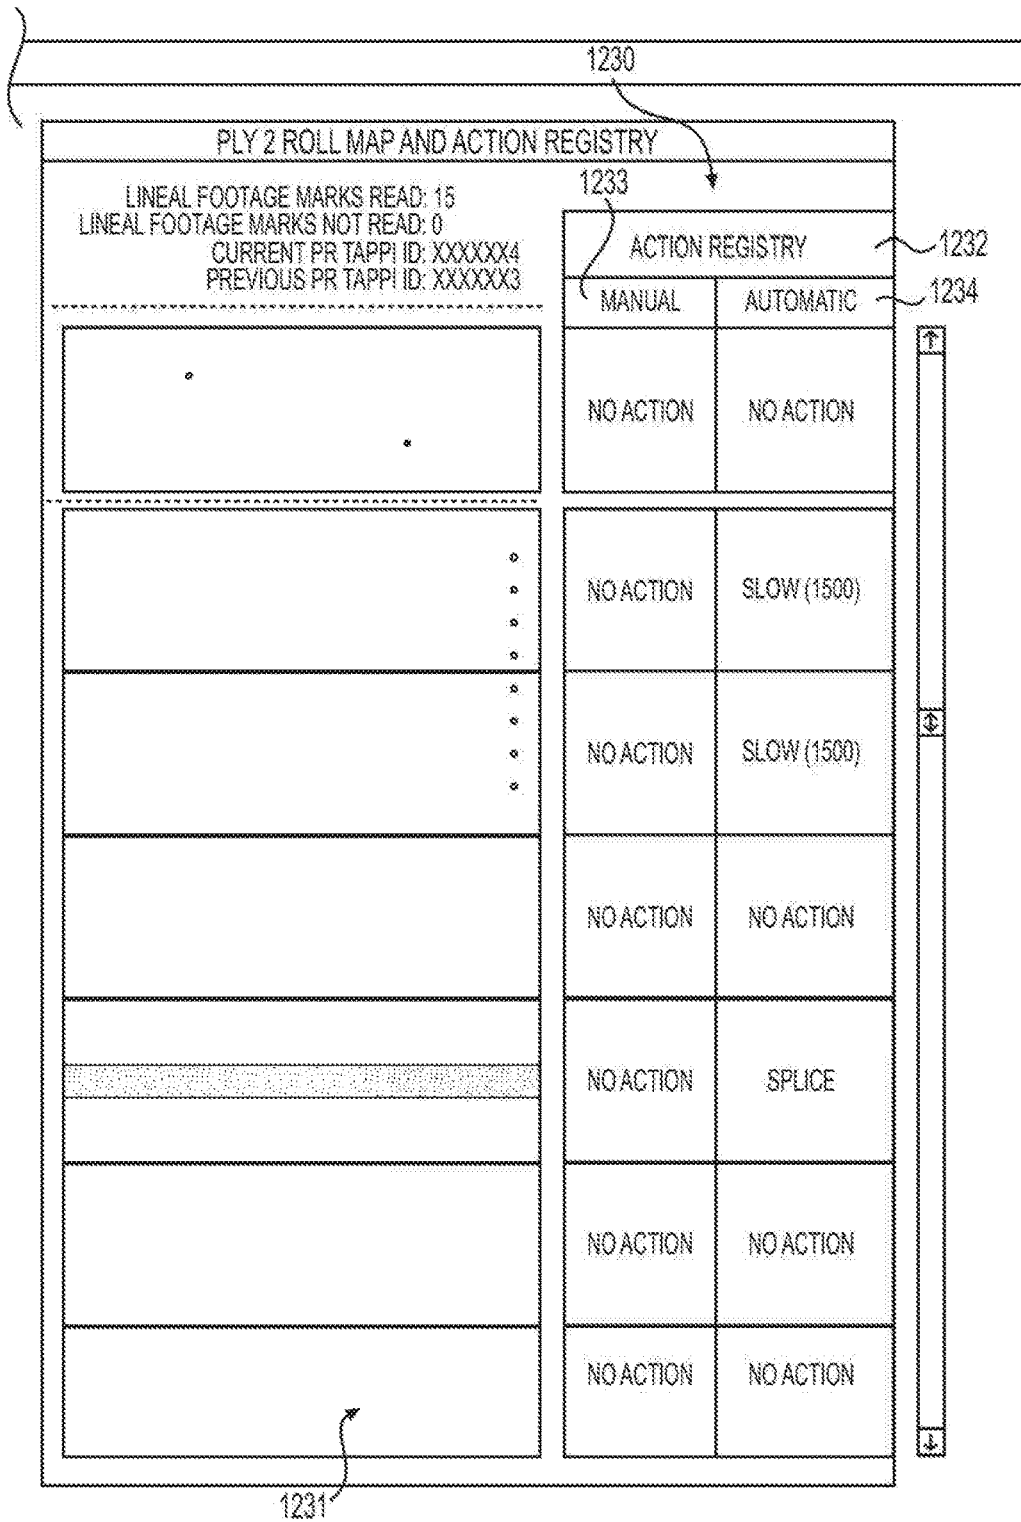 1230
PLY 2 ROLL MAP AND ACTION REGISTRY
LINEAL FOOTAGE MARKS READ: 15
LINEAL FOOTAGE MARKS NOT READ: 0
CURRENT PR TAPPI ID: XXXXXX4
PREVIOUS PR TAPPI ID: XXXXXX3
1233
ACTION REGISTRY
1232
MANUAL AUTOMATIC
1234
NO ACTION NO ACTION
NO ACTION SLOW (1500)
NO ACTION SLOW (1500)
NO ACTION NO ACTION
NO ACTION SPLICE
NO ACTION NO ACTION
NO ACTION NO ACTION
1231